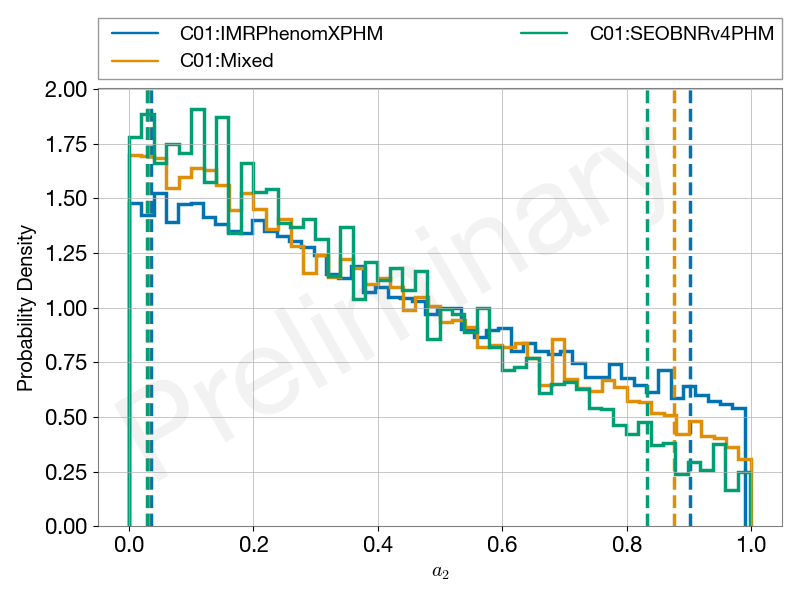 C01:IMRPhenomXPHM
C01:Mixed
C01:SEOBNRv4PHM
2.00
1.75
1.50
1.25
1.00
0.75
0.50
0.25
0.00
Probability Density
Preliminary
0.0 0.2 0.4 0.6 0.8 1.0
a₂